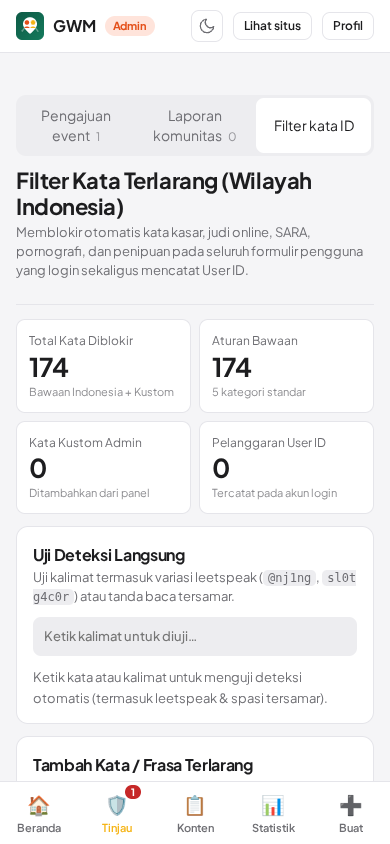 GWM Admin Lihat situs Profil
Pengajuan event 1
Laporan komunitas 0
Filter kata ID
Filter Kata Terlarang (Wilayah
Indonesia)
Memblokir otomatis kata kasar, judi online, SARA,
pornografi, dan penipuan pada seluruh formulir pengguna
yang login sekaligus mencatat User ID.
Total Kata Diblokir
174
Bawaan Indonesia + Kustom
Aturan Bawaan
174
5 kategori standar
Kata Kustom Admin
0
Ditambahkan dari panel
Pelanggaran User ID
0
Tercatat pada akun login
Uji Deteksi Langsung
Uji kalimat termasuk variasi leetspeak ( @nj1ng , sl0t
g4c0r ) atau tanda baca tersamar.
Ketik kalimat untuk diuji...
Ketik kata atau kalimat untuk menguji deteksi
otomatis (termasuk leetspeak & spasi tersamar).
Tambah Kata / Frasa Terlarang
1
Beranda Tinjau Konten Statistik Buat